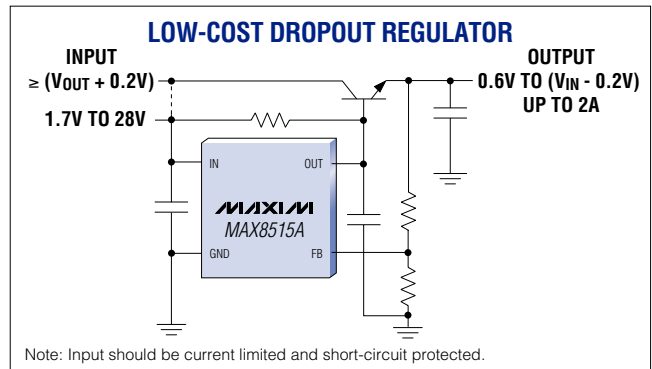 LOW-COST DROPOUT REGULATOR
INPUT
≥ (VOUT + 0.2V)
1.7V TO 28V
OUTPUT
0.6V TO (VIN - 0.2V)
UP TO 2A
IN
OUT
MAXIM
MAX8515A
GND
FB
Note: Input should be current limited and short-circuit protected.